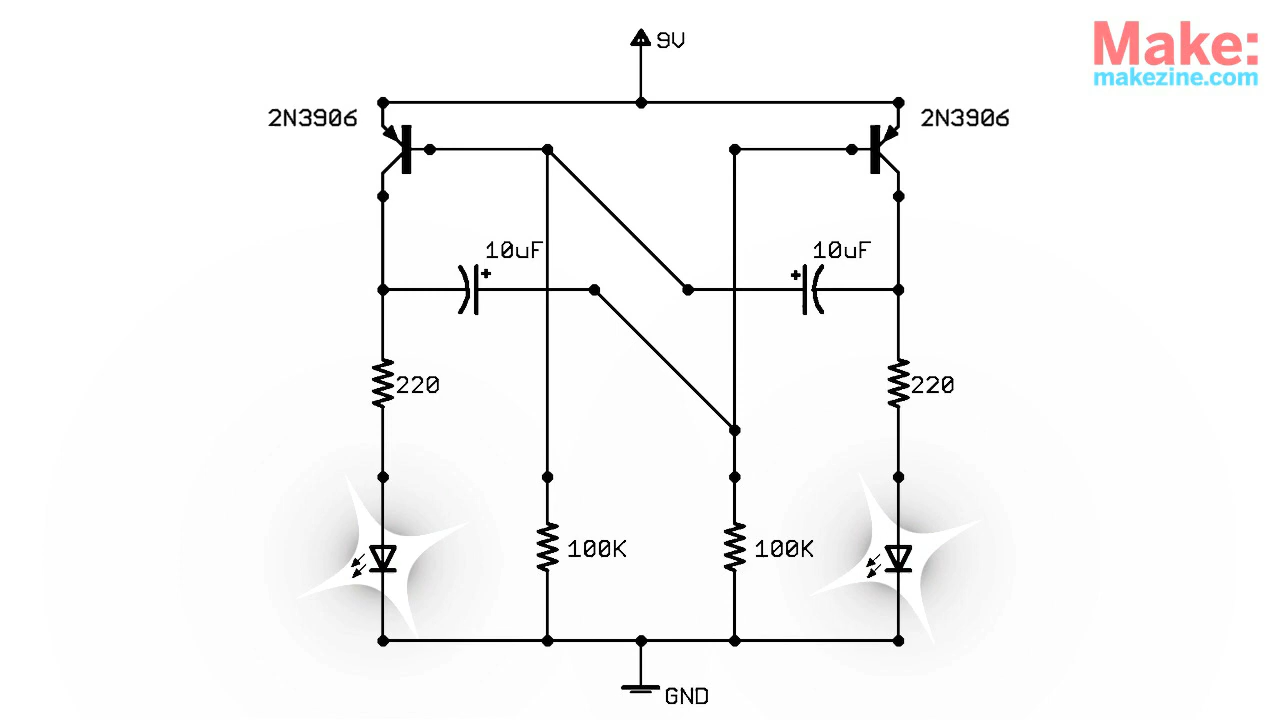 9V
Make:
makezine.com
2N3906
2N3906
10uF
10uF
+
+
220
220
100K
100K
GND